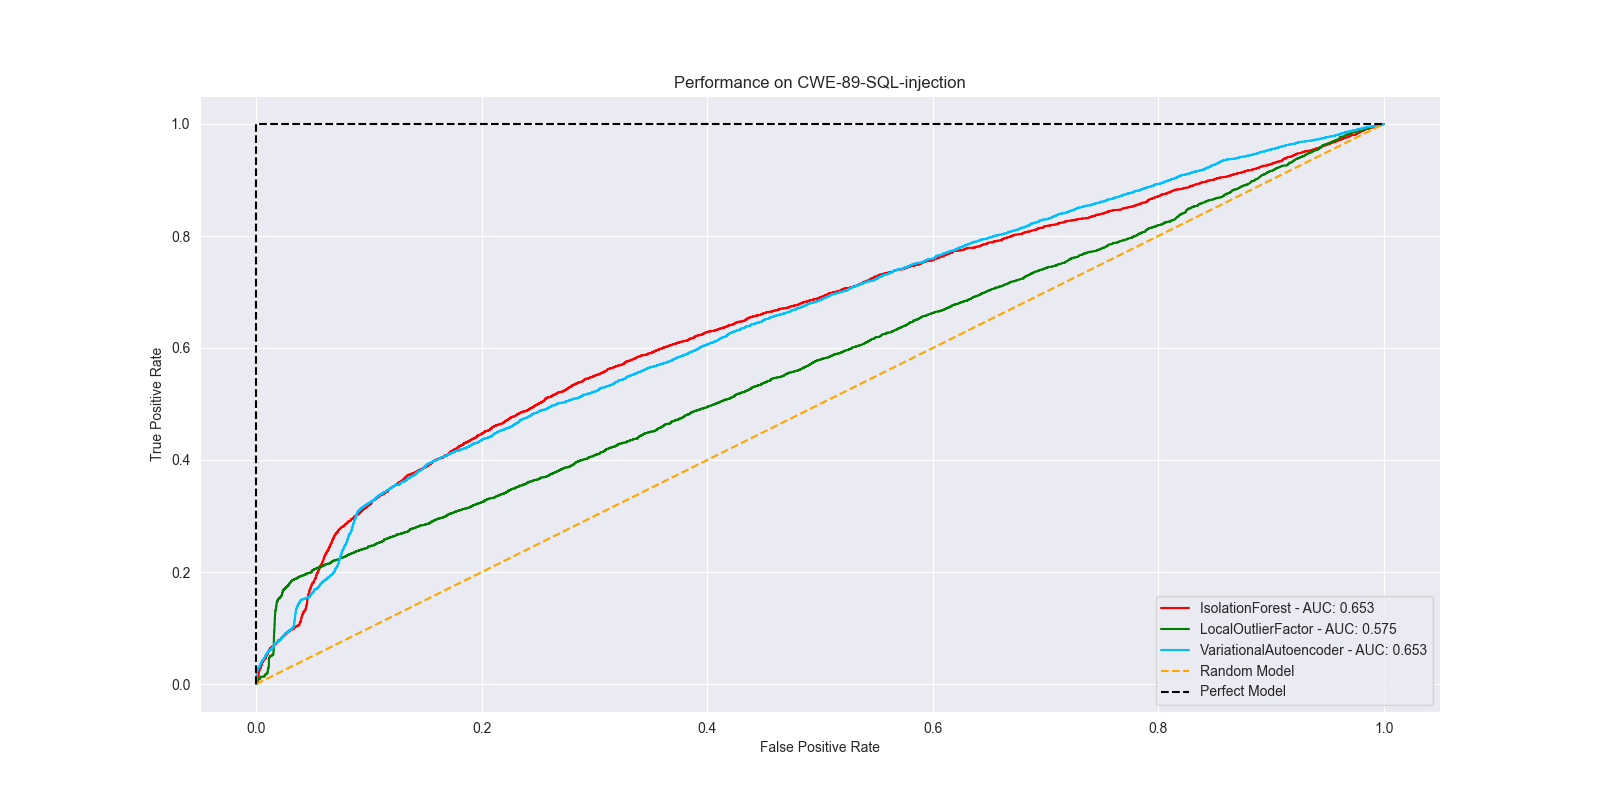 Performance on CWE-89-SQL-injection
1.0
0.8
0.6
0.4
0.2
0.0
True Positive Rate
0.0 0.2 0.4 0.6 0.8 1.0
False Positive Rate
IsolationForest - AUC: 0.653
LocalOutlierFactor - AUC: 0.575
VariationalAutoencoder - AUC: 0.653
Random Model
Perfect Model